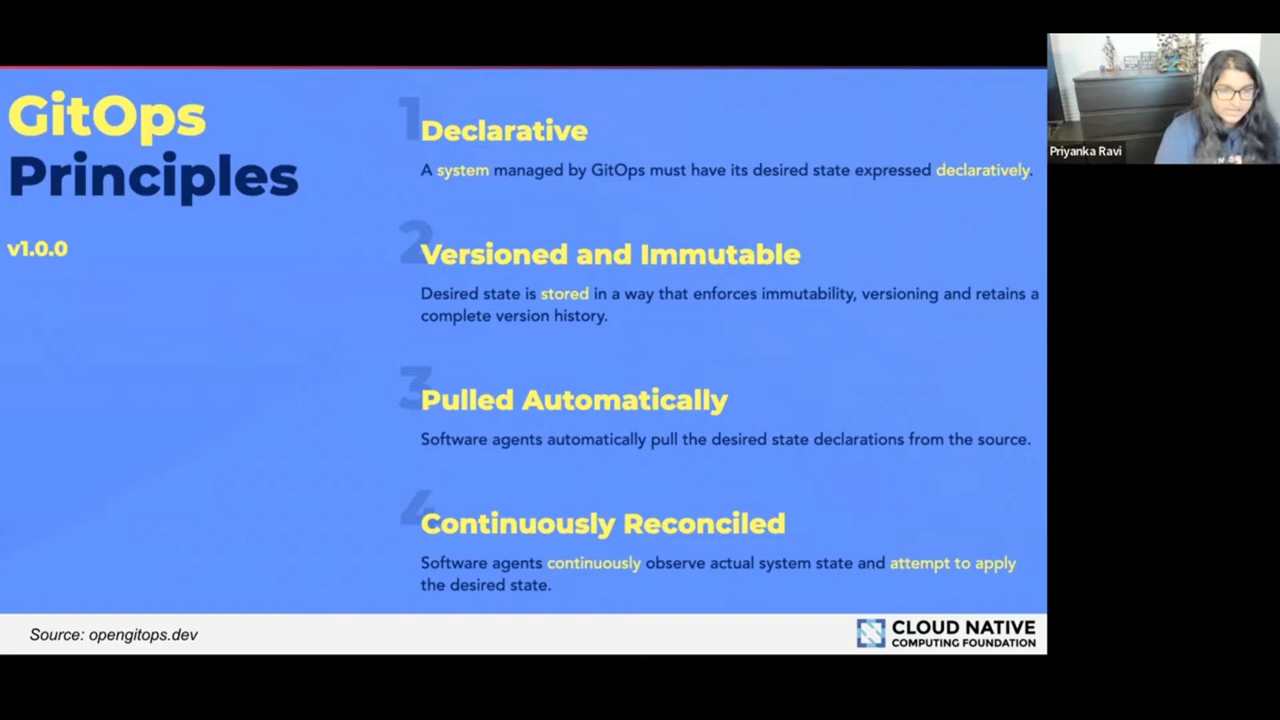 GitOps
Principles
v1.0.0
1
Declarative
A system managed by GitOps must have its desired state expressed declaratively.
2
Versioned and Immutable
Desired state is stored in a way that enforces immutability, versioning and retains a
complete version history.
3
Pulled Automatically
Software agents automatically pull the desired state declarations from the source.
4
Continuously Reconciled
Software agents continuously observe actual system state and attempt to apply
the desired state.
Source: opengitops.dev
CLOUD NATIVE
COMPUTING FOUNDATION
Priyanka Ravi